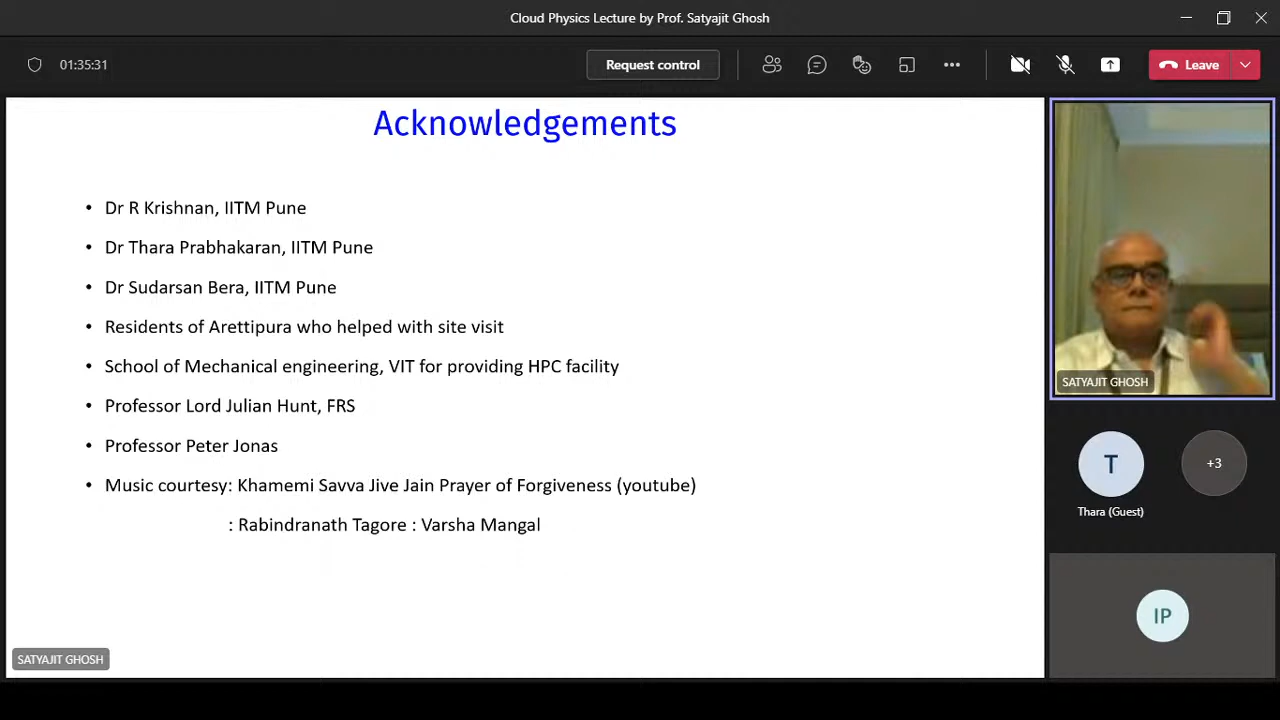 Cloud Physics Lecture by Prof. Satyajit Ghosh
01:35:31
Request control
Leave
Acknowledgements
• Dr R Krishnan, IITM Pune
• Dr Thara Prabhakaran, IITM Pune
• Dr Sudarsan Bera, IITM Pune
• Residents of Arettipura who helped with site visit
• School of Mechanical engineering, VIT for providing HPC facility
• Professor Lord Julian Hunt, FRS
• Professor Peter Jonas
• Music courtesy: Khamemi Savva Jive Jain Prayer of Forgiveness (youtube)
: Rabindranath Tagore : Varsha Mangal
SATYAJIT GHOSH
SATYAJIT GHOSH
T
+3
Thara (Guest)
IP